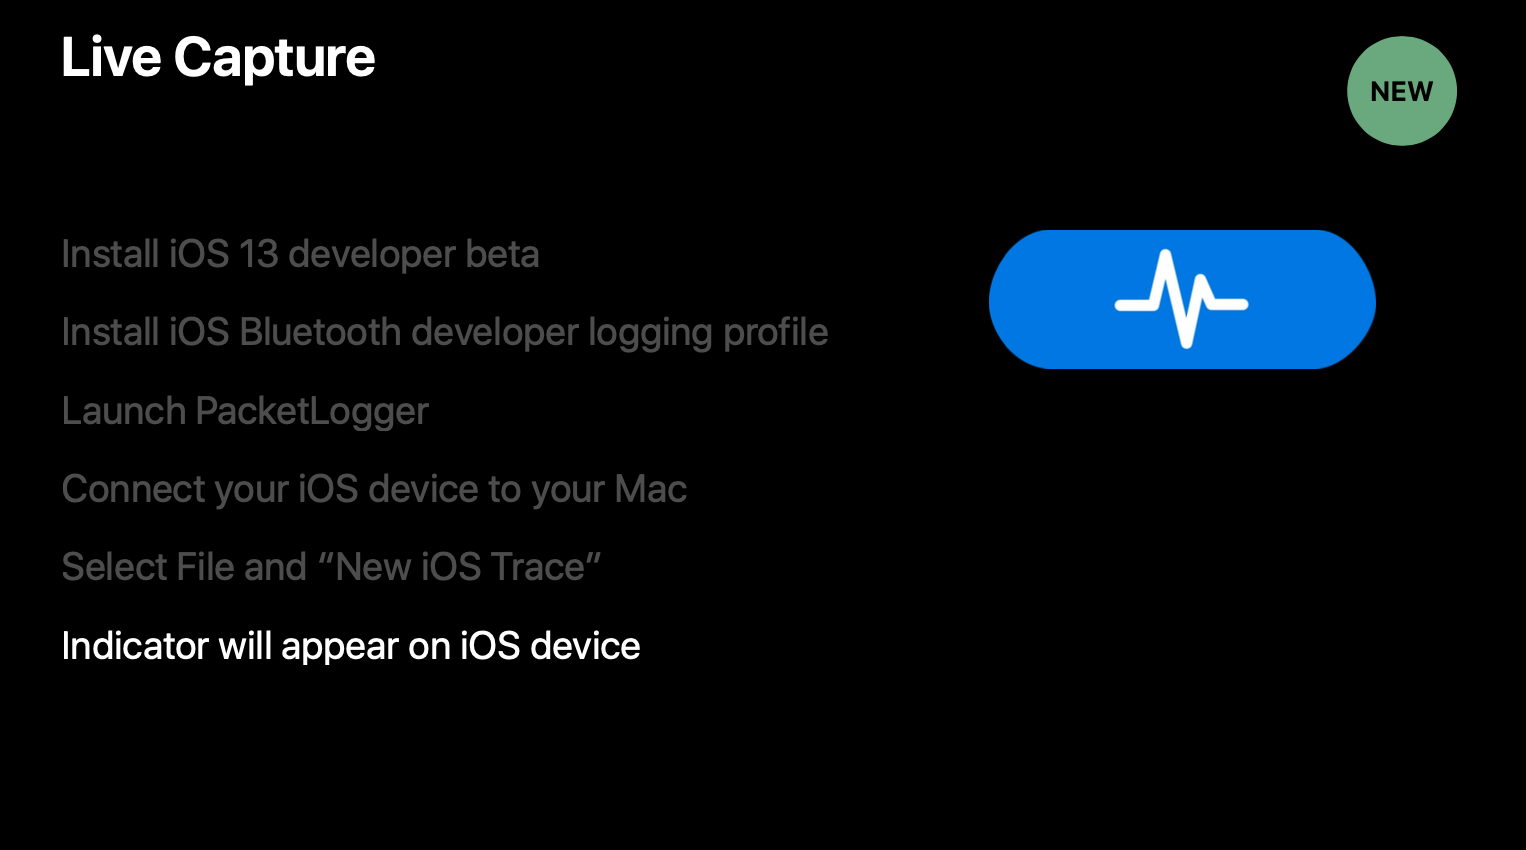 Live Capture
NEW
Install iOS 13 developer beta
Install iOS Bluetooth developer logging profile
Launch PacketLogger
Connect your iOS device to your Mac
Select File and “New iOS Trace”
Indicator will appear on iOS device